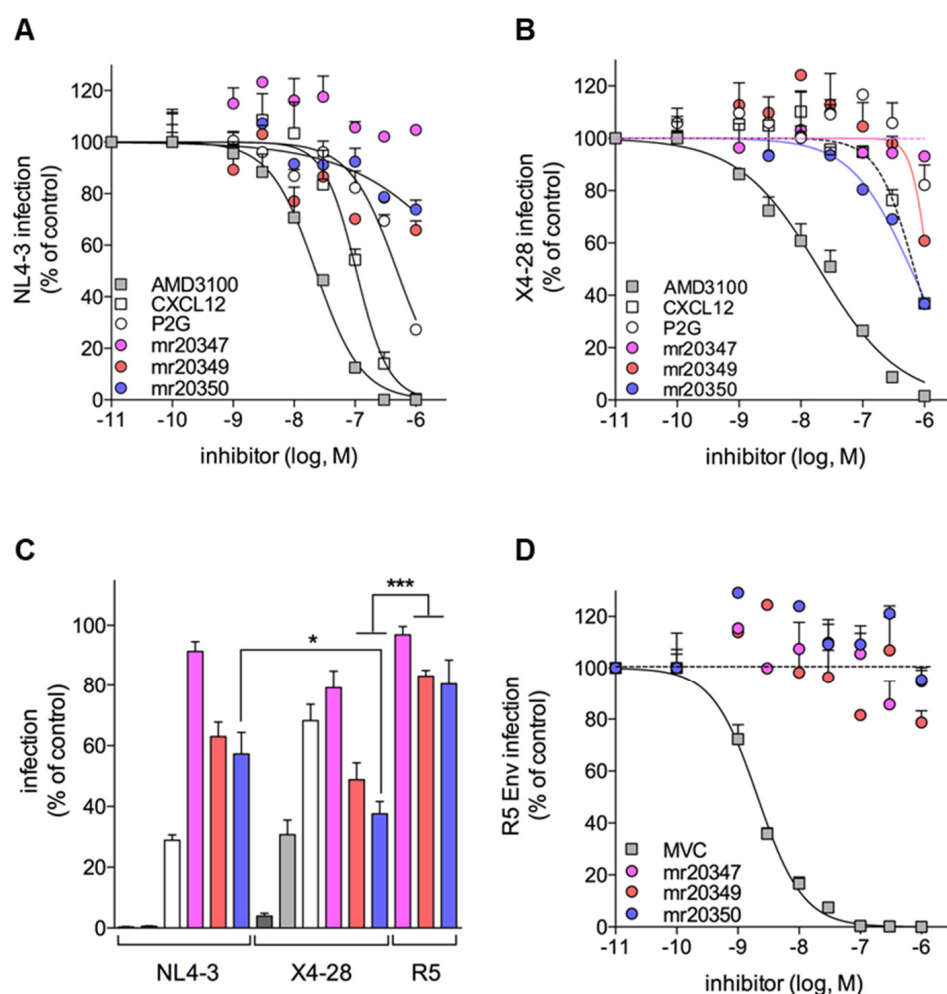 A
NL4-3 infection
(% of control)
120
100
80
60
40
20
0
AMD3100
CXCL12
P2G
mr20347
mr20349
mr20350
-11 -10 -9 -8 -7 -6
inhibitor (log, M)
B
X4-28 infection
(% of control)
120
100
80
60
40
20
0
AMD3100
CXCL12
P2G
mr20347
mr20349
mr20350
-11 -10 -9 -8 -7 -6
inhibitor (log, M)
C
infection
(% of control)
100
80
60
40
20
0
*
***
NL4-3 X4-28 R5
D
R5 Env infection
(% of control)
120
100
80
60
40
20
0
MVC
mr20347
mr20349
mr20350
-11 -10 -9 -8 -7 -6
inhibitor (log, M)